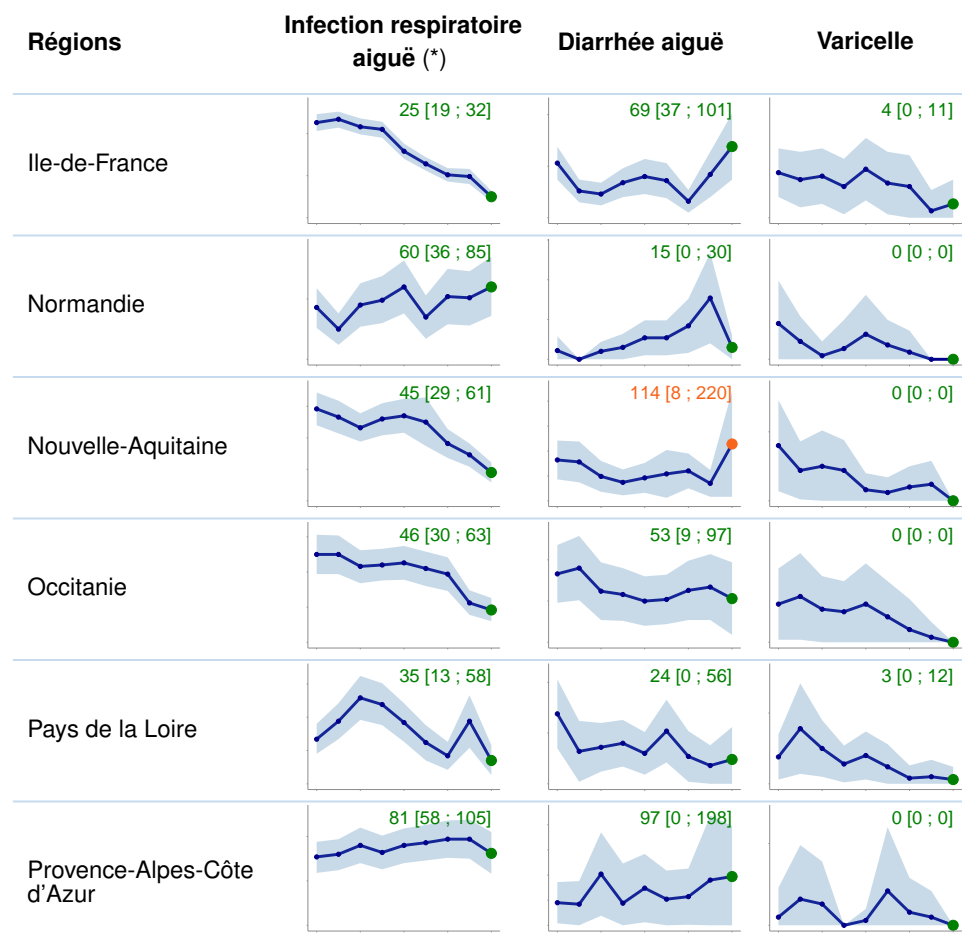 Régions
Infection respiratoire
aiguë (*)
Diarrhée aiguë
Varicelle
Ile-de-France
25 [19 ; 32]
69 [37 ; 101]
4 [0 ; 11]
Normandie
60 [36 ; 85]
15 [0 ; 30]
0 [0 ; 0]
Nouvelle-Aquitaine
45 [29 ; 61]
114 [8 ; 220]
0 [0 ; 0]
Occitanie
46 [30 ; 63]
53 [9 ; 97]
0 [0 ; 0]
Pays de la Loire
35 [13 ; 58]
24 [0 ; 56]
3 [0 ; 12]
Provence-Alpes-Côte
d'Azur
81 [58 ; 105]
97 [0 ; 198]
0 [0 ; 0]